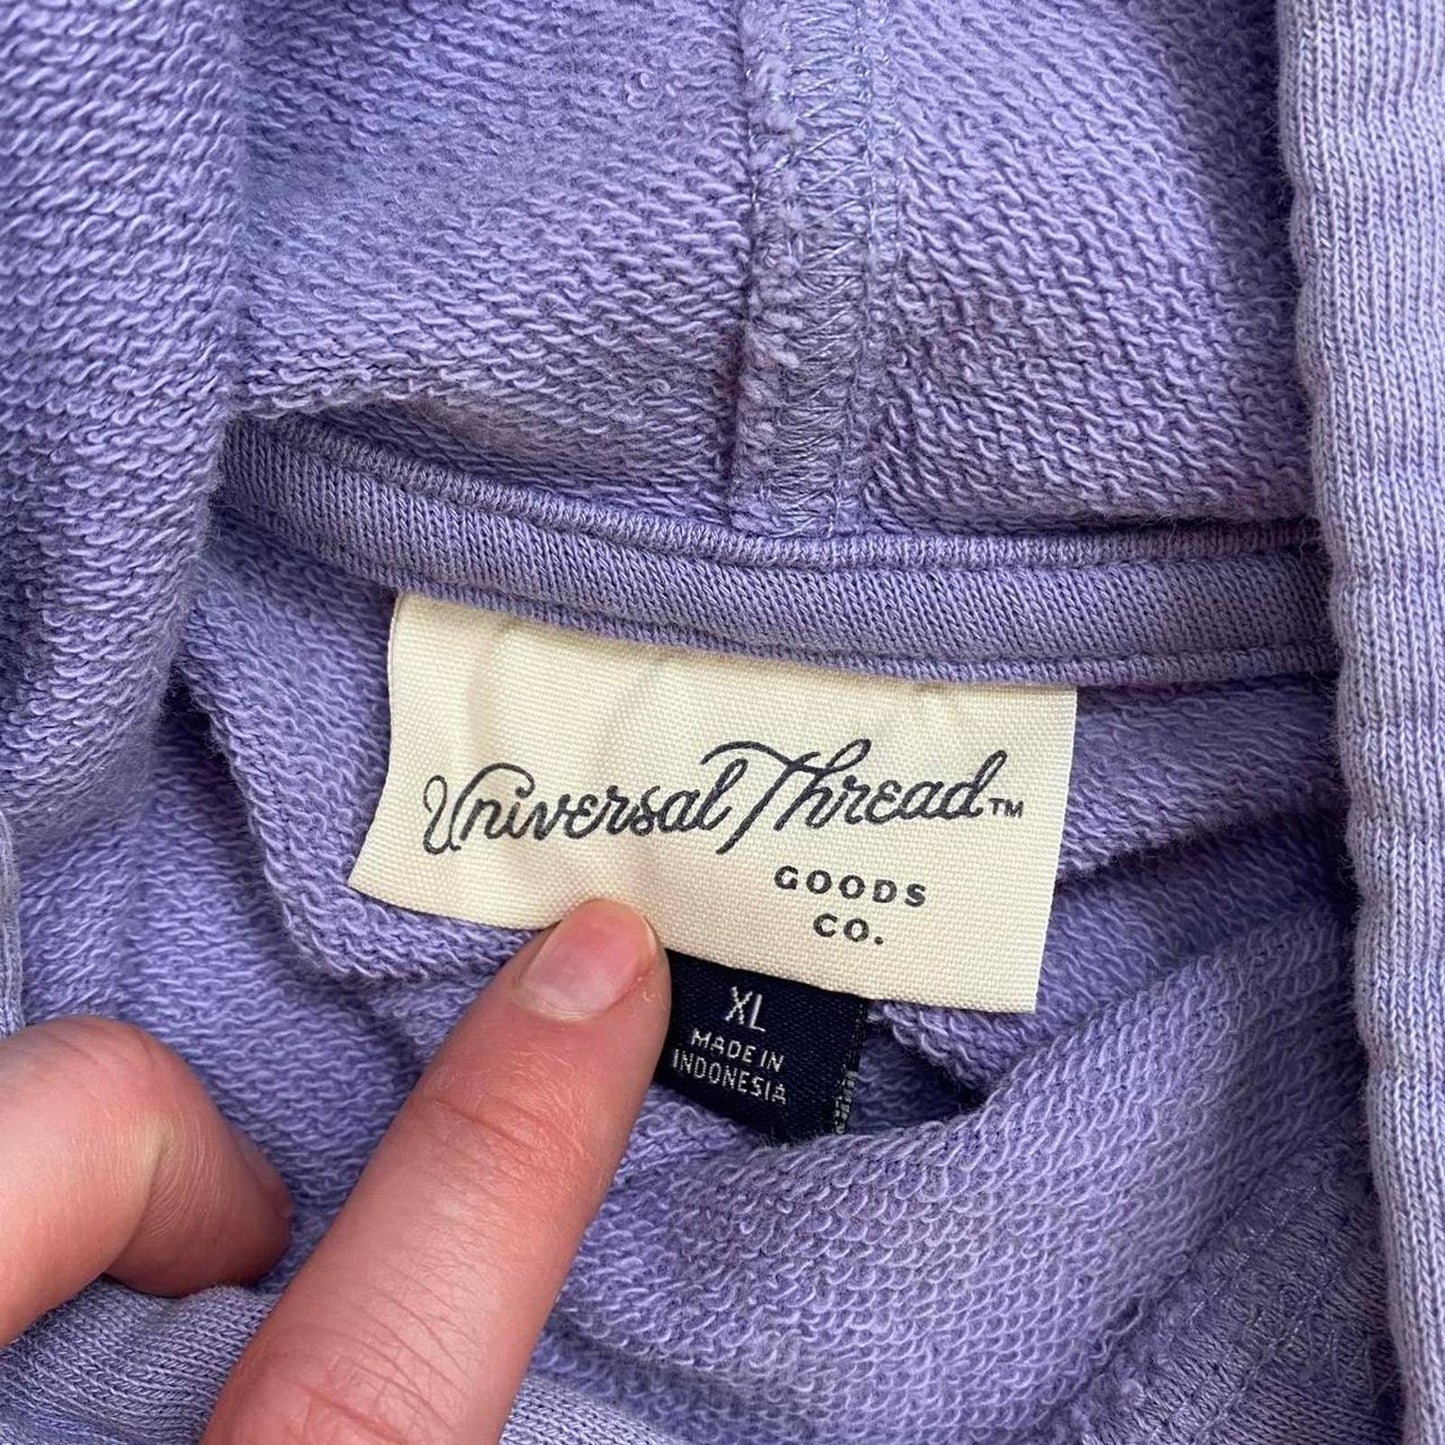 Universal Thread™
GOODS
CO.
XL
MADE IN
INDONESIA